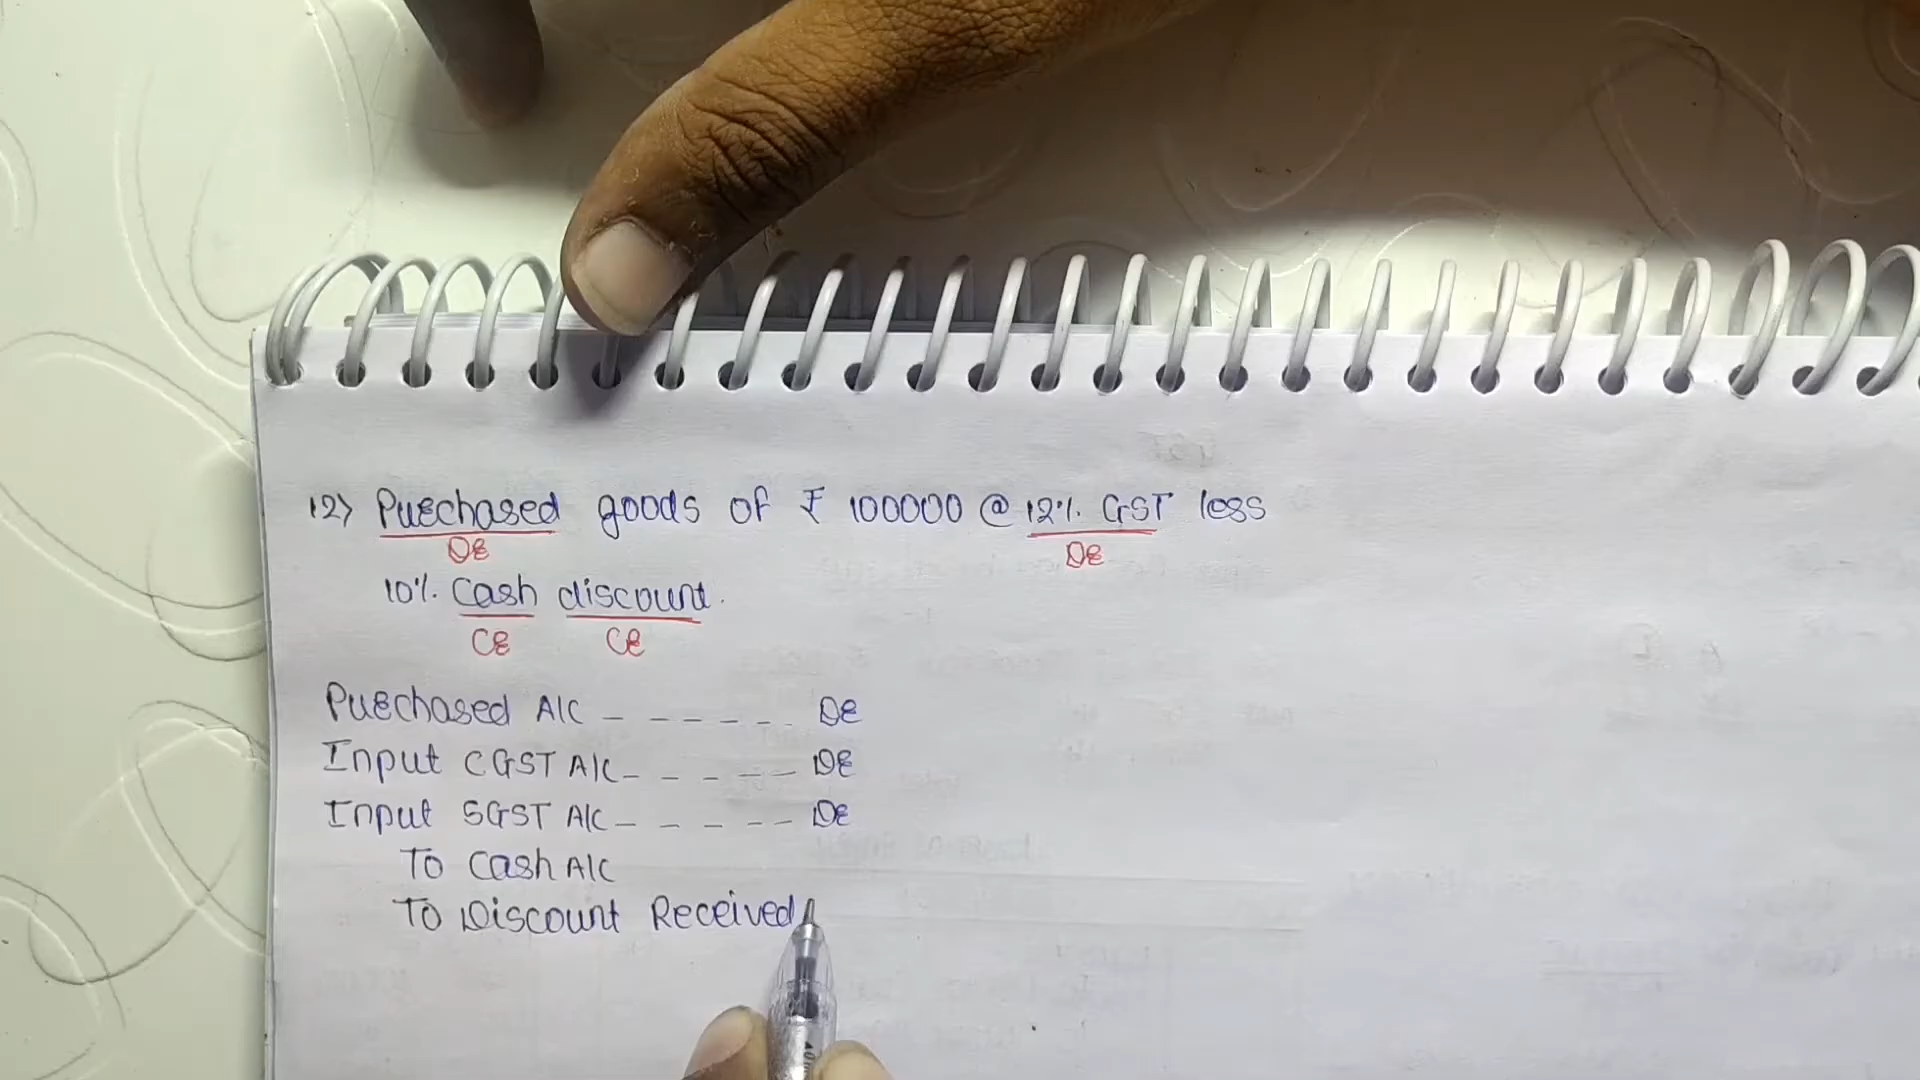 12) Purchased goods of ₹ 100000 @ 12% GST less
Dr Dr
10% Cash discount.
Cr Cr
Purchased A/C ------ Dr
Input CGST A/C ----- Dr
Input SGST A/C ----- Dr
To Cash A/C
To Discount Received